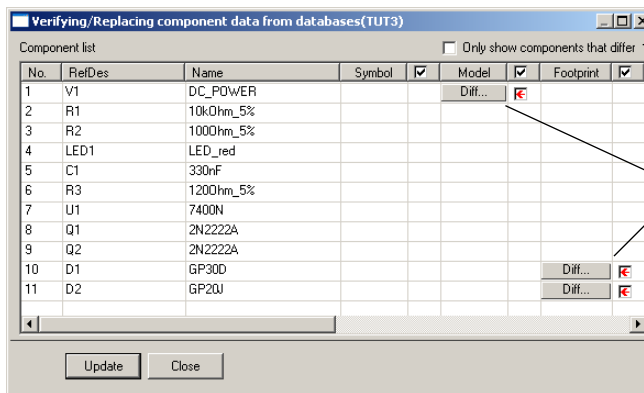 Verifying/Replacing component data from databases(TUT3)
Component list
Only show components that differ
No. RefDes Name Symbol Model Footprint
1 V1 DC_POWER Diff...
2 R1 10kOhm_5%
3 R2 100Ohm_5%
4 LED1 LED_red
5 C1 330nF
6 R3 120Ohm_5%
7 U1 7400N
8 Q1 2N2222A
9 Q2 2N2222A
10 D1 GP30D Diff...
11 D2 GP20J Diff...
Update Close